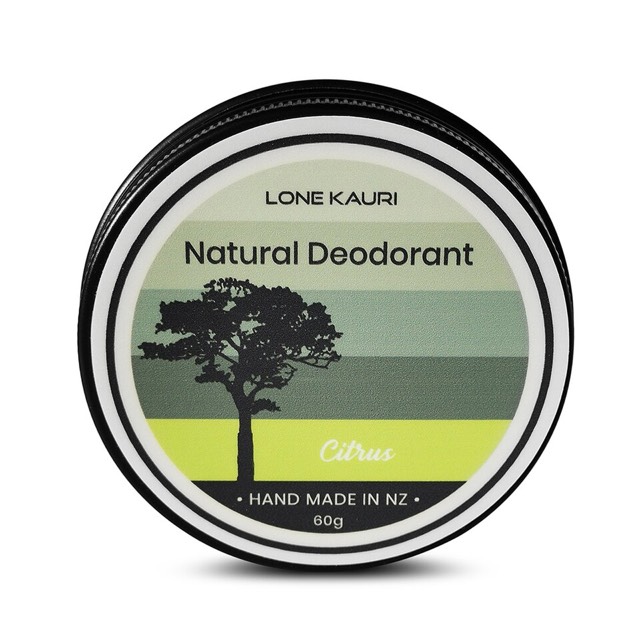 LONE KAURI
Natural Deodorant
Citrus
• HAND MADE IN NZ •
60g